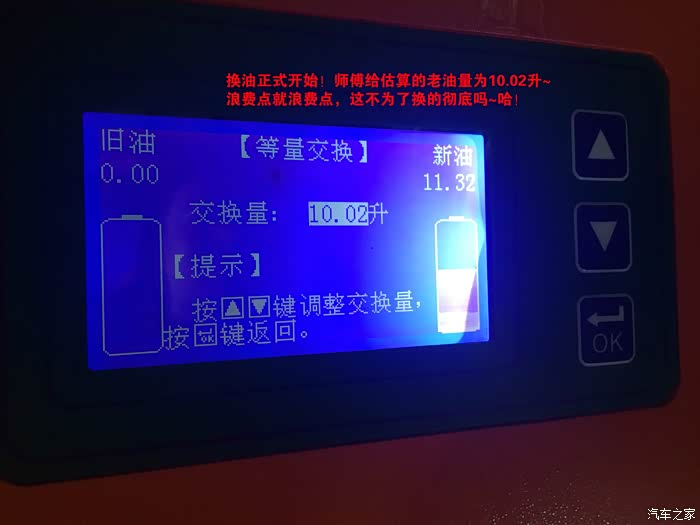 换油正式开始！师傅给估算的老油量为10.02升~
浪费点就浪费点，这不为了换的彻底吗~哈！
旧油 【等量交换】 新油
0.00 11.32
交换量： 10.02升
【提示】
按▲▼键调整交换量，
按OK键返回。
OK
汽车之家